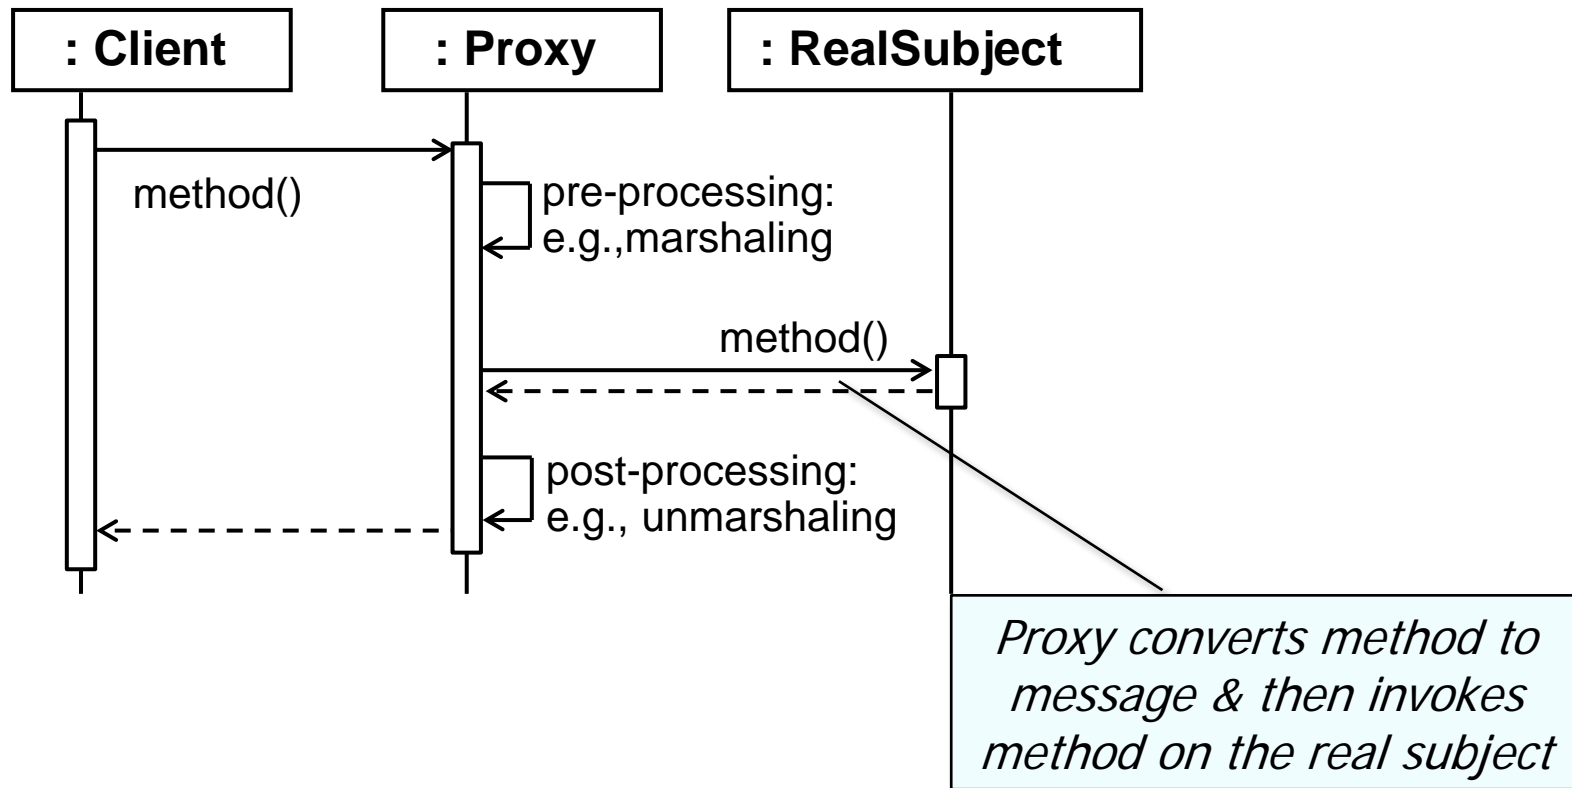 : Client
: Proxy
: RealSubject
method()
pre-processing:
e.g.,marshaling
method()
post-processing:
e.g., unmarshaling
Proxy converts method to
message & then invokes
method on the real subject